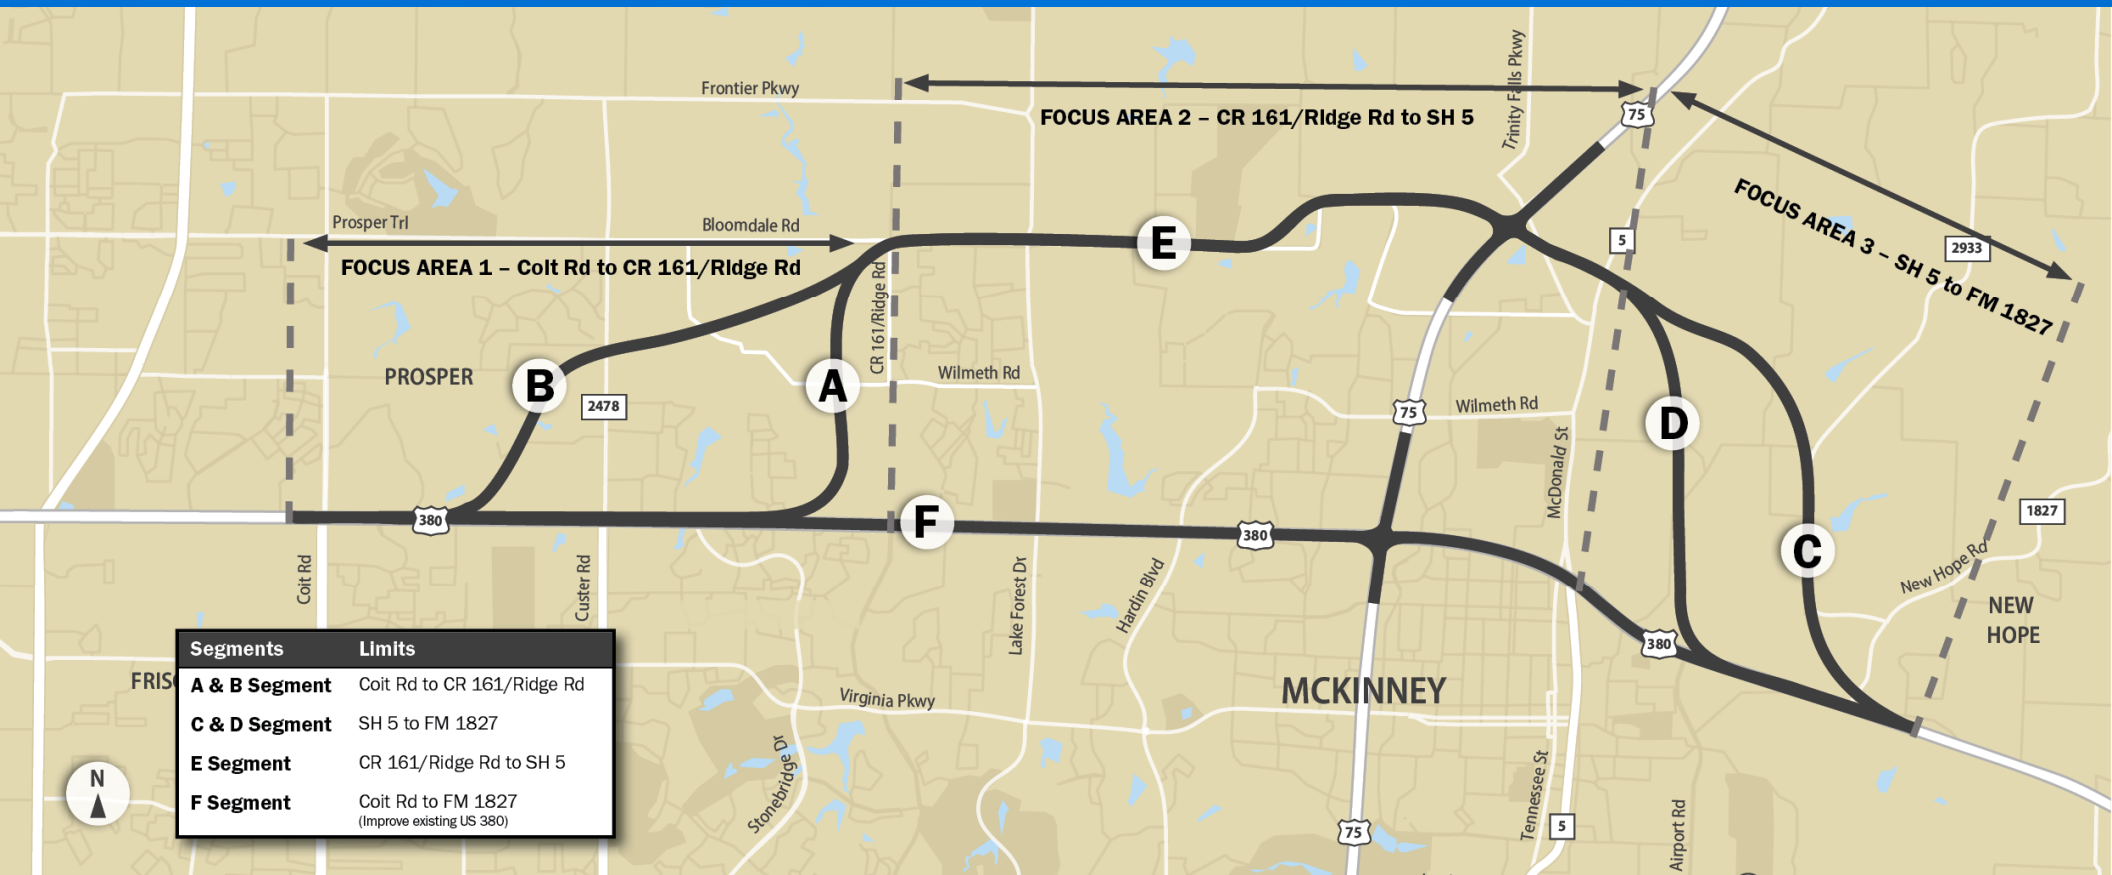 Frontier Pkwy
Trinity Falls Pkwy
75
FOCUS AREA 2 – CR 161/RIdge Rd to SH 5
FOCUS AREA 3 – SH 5 to FM 1827
Prosper Trl
Bloomdale Rd
5
2933
E
FOCUS AREA 1 – CoIt Rd to CR 161/RIdge Rd
CR 161/Ridge Rd
PROSPER
B
2478
A
Wilmeth Rd
75
Wilmeth Rd
D
McDonald St
380
F
380
1827
C
New Hope Rd
Coit Rd
Custer Rd
Lake Forest Dr
Hardin Blvd
NEW
HOPE
380
Segments Limits
A & B Segment Coit Rd to CR 161/Ridge Rd
C & D Segment SH 5 to FM 1827
E Segment CR 161/Ridge Rd to SH 5
F Segment Coit Rd to FM 1827
(Improve existing US 380)
FRIS
MCKINNEY
Virginia Pkwy
Stonebridge Dr
Tennessee St
N
75
5
Airport Rd